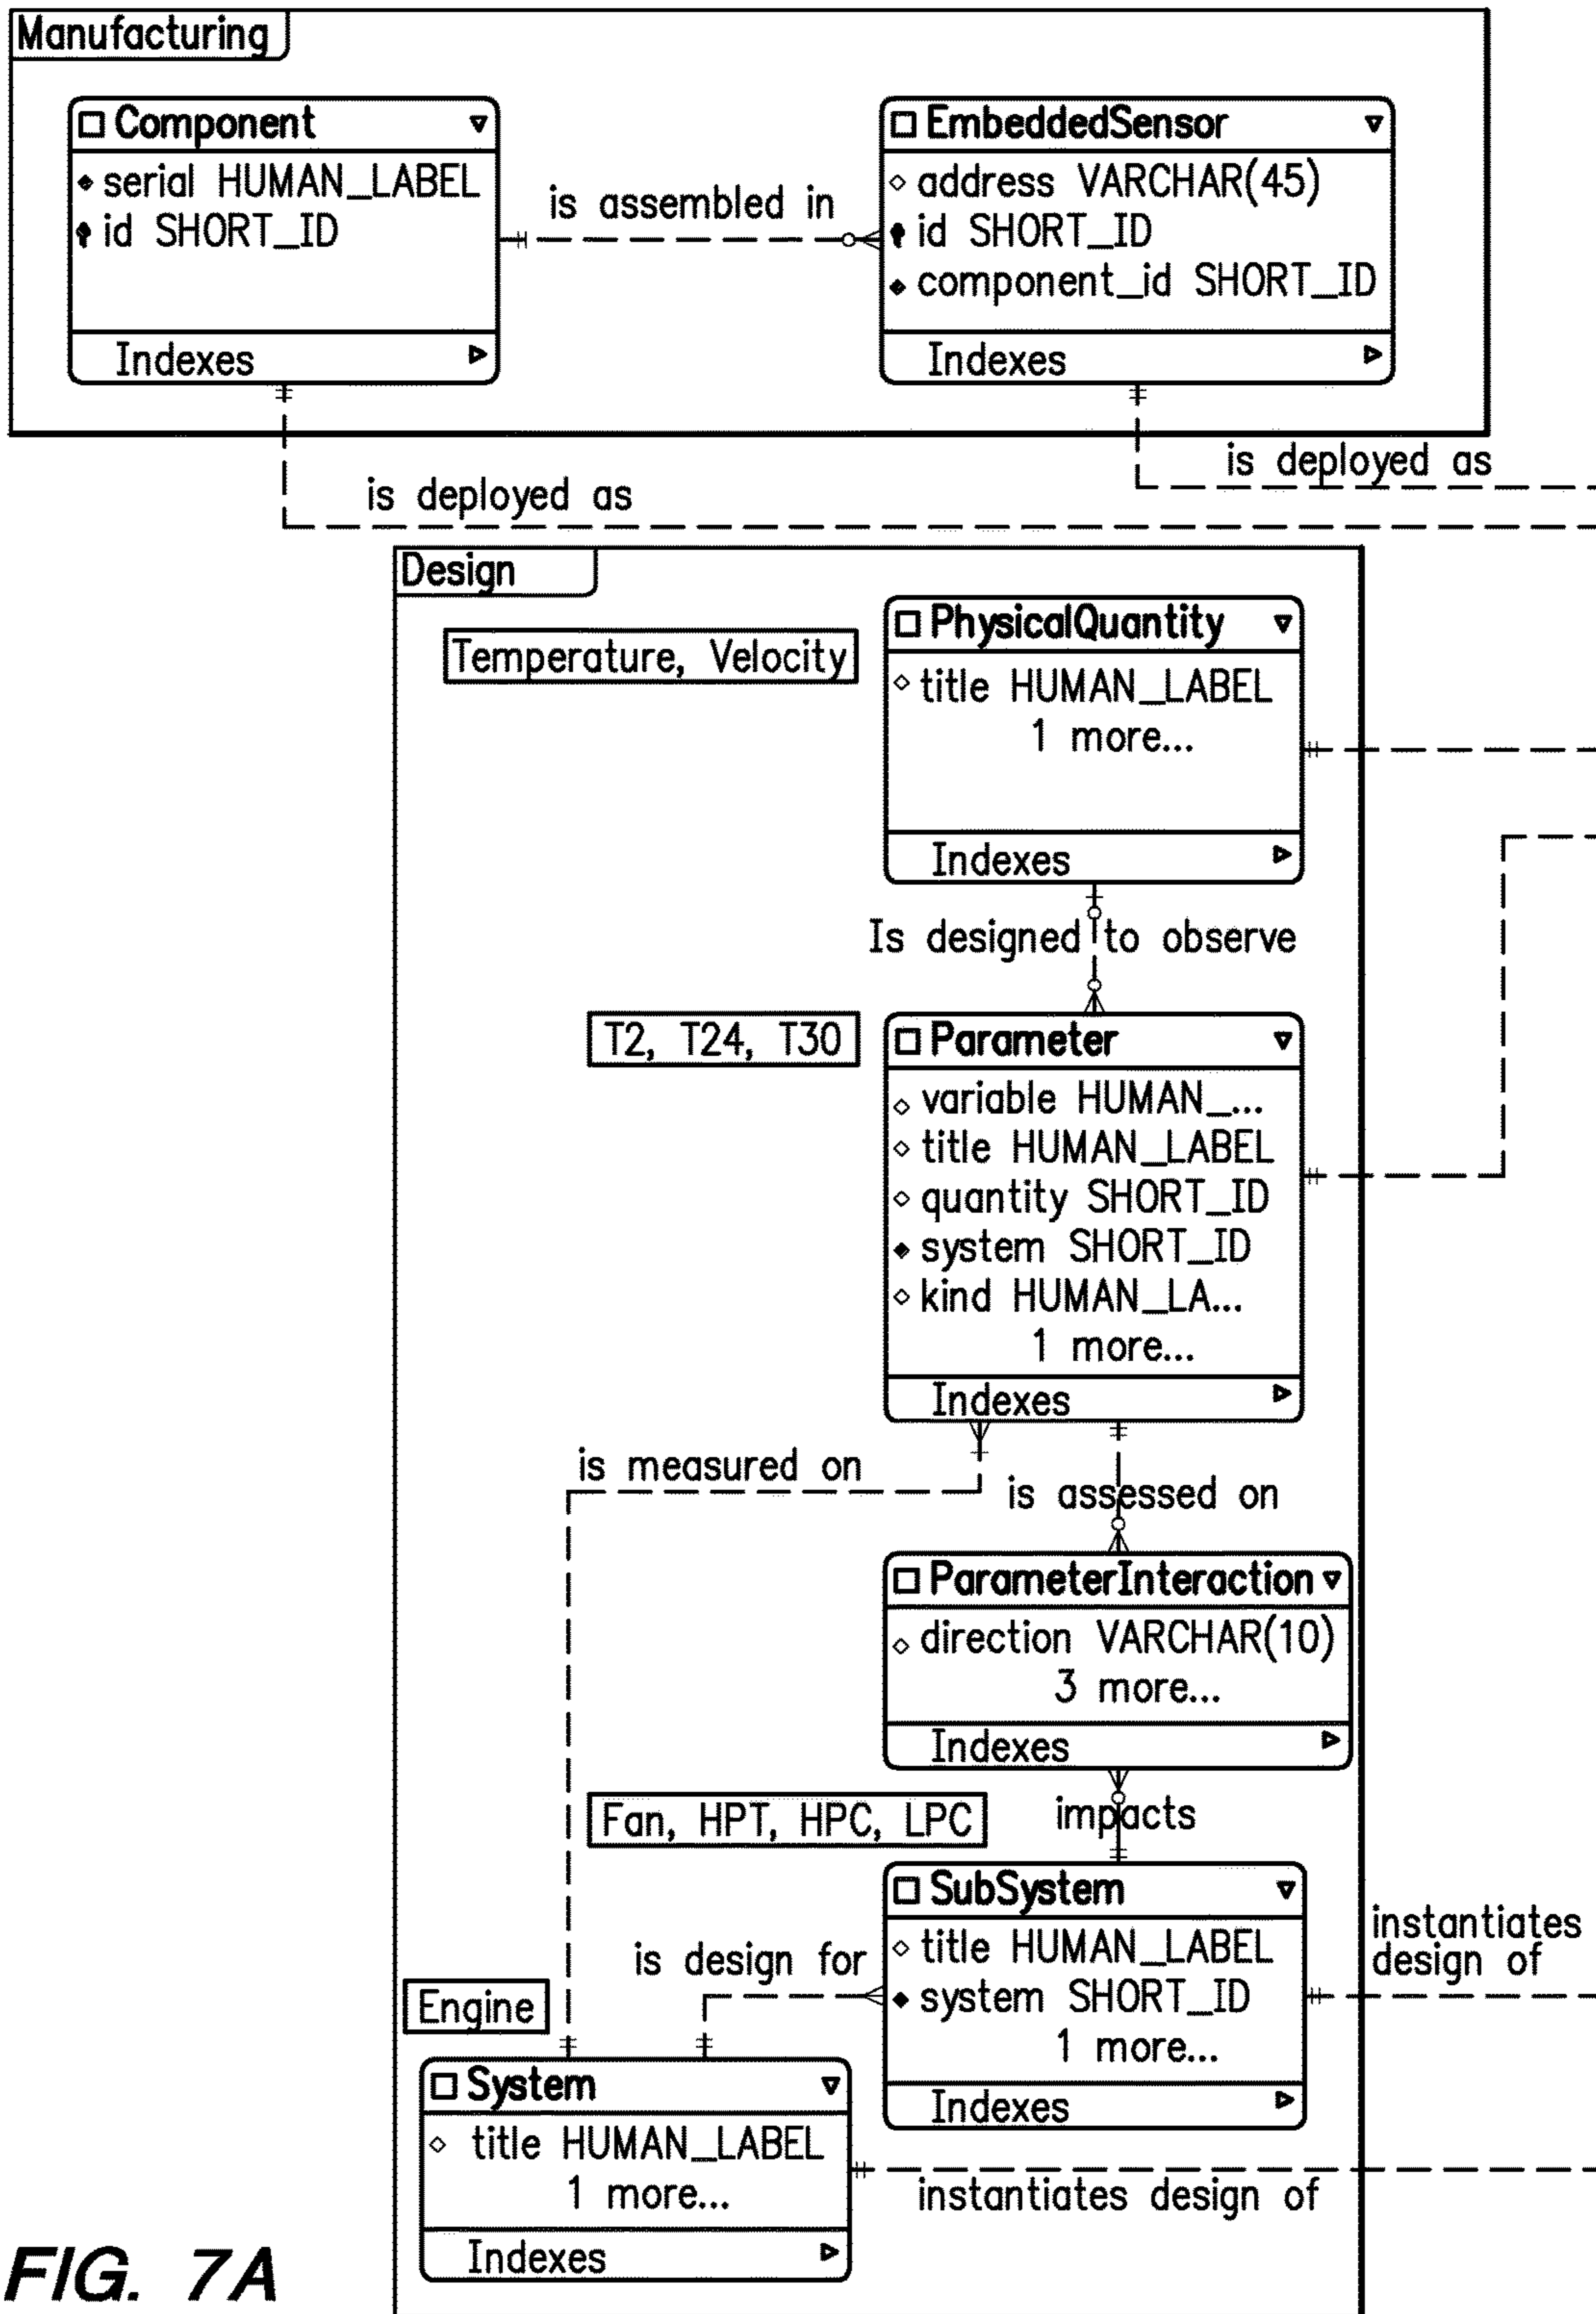 Manufacturing
Component
serial HUMAN_LABEL
id SHORT_ID
Indexes
is assembled in
EmbeddedSensor
address VARCHAR(45)
id SHORT_ID
component_id SHORT_ID
Indexes
is deployed as
is deployed as
Design
Temperature, Velocity
PhysicalQuantity
title HUMAN_LABEL
1 more...
Indexes
Is designed to observe
T2, T24, T30
Parameter
variable HUMAN_...
title HUMAN_LABEL
quantity SHORT_ID
system SHORT_ID
kind HUMAN_LA...
1 more...
Indexes
is measured on
is assessed on
ParameterInteraction
direction VARCHAR(10)
3 more...
Indexes
Fan, HPT, HPC, LPC
impacts
SubSystem
title HUMAN_LABEL
system SHORT_ID
1 more...
Indexes
instantiates
design of
is design for
Engine
System
title HUMAN_LABEL
1 more...
Indexes
instantiates design of
FIG. 7A